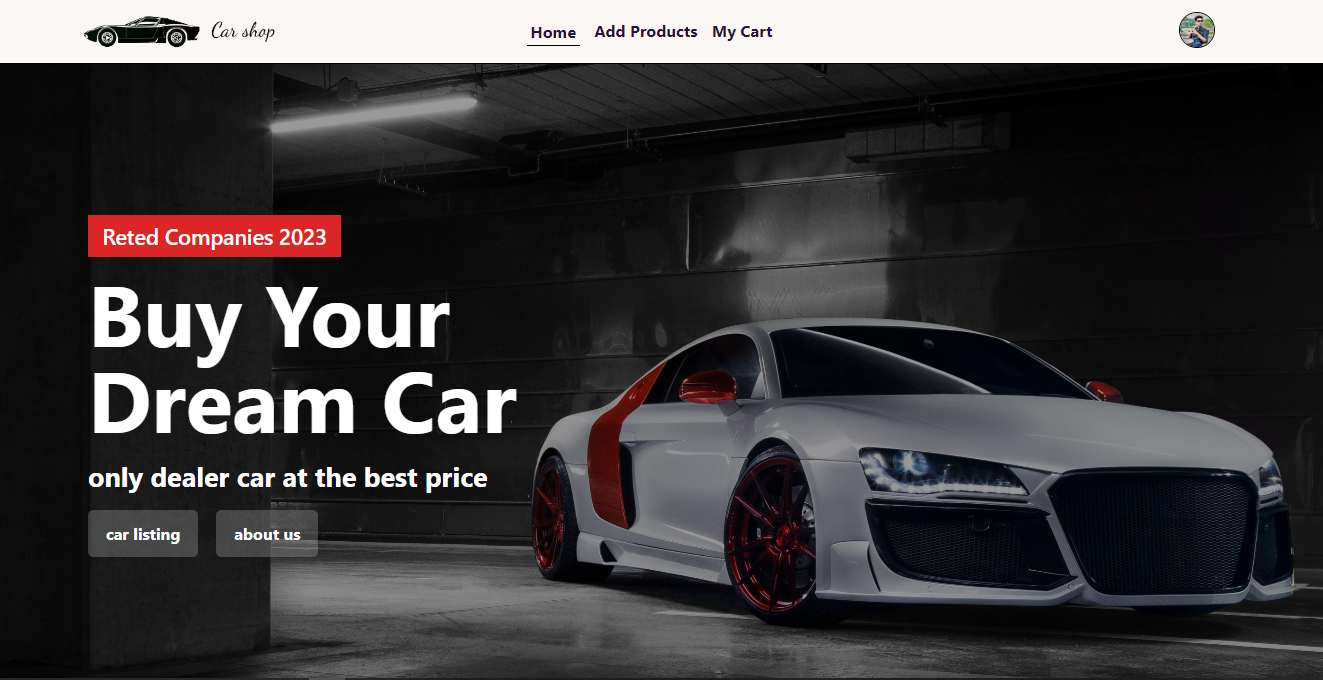 Car shop
Home Add Products My Cart
Reted Companies 2023
Buy Your
Dream Car
only dealer car at the best price
car listing about us